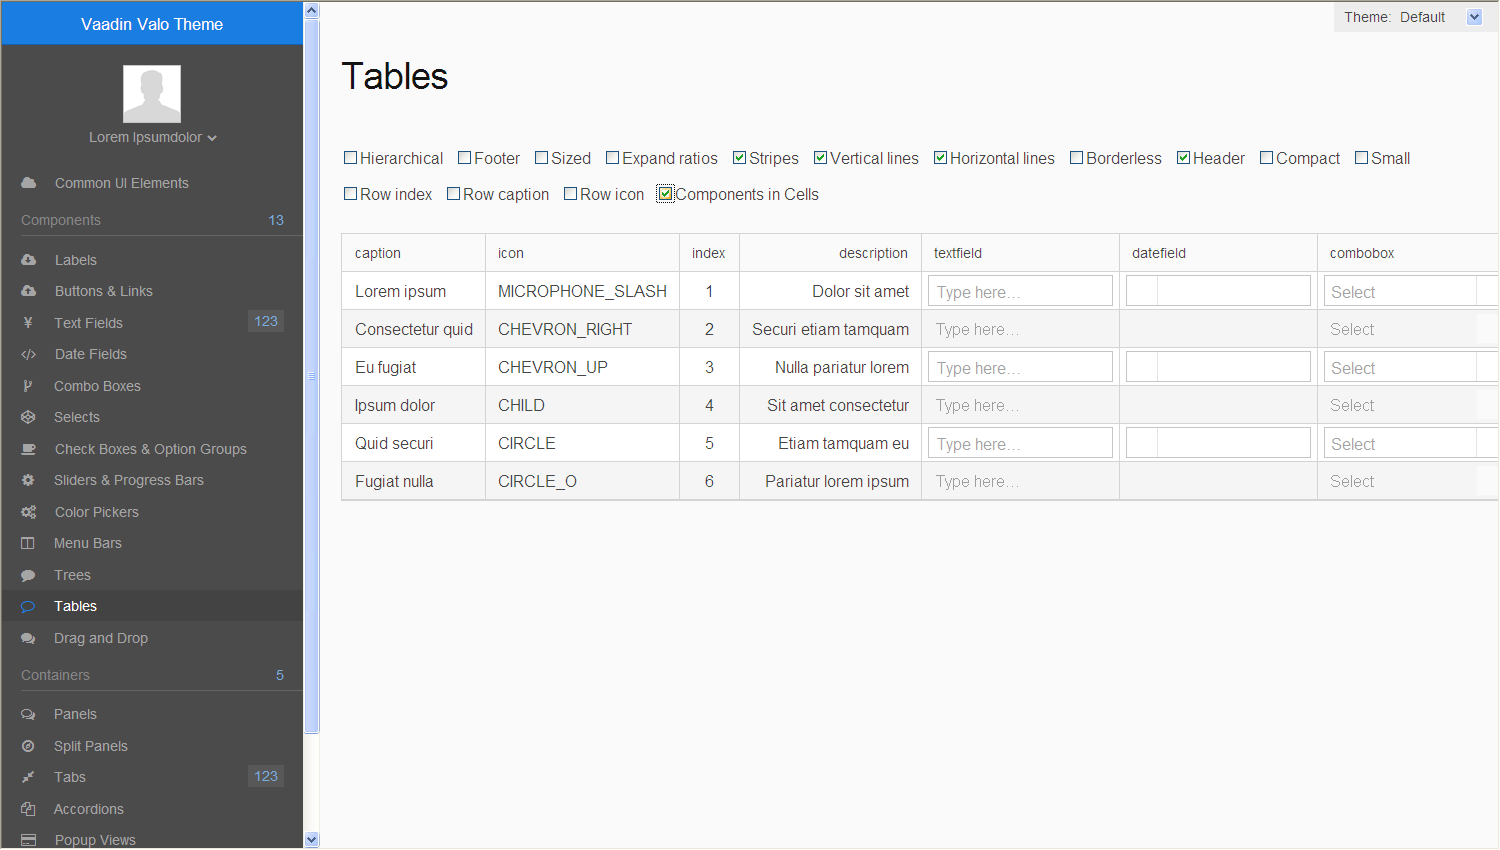 Vaadin Valo Theme
Theme: Default
Lorem Ipsumdolor
Common UI Elements
Components 13
Labels
Buttons & Links
Text Fields 123
Date Fields
Combo Boxes
Selects
Check Boxes & Option Groups
Sliders & Progress Bars
Color Pickers
Menu Bars
Trees
Tables
Drag and Drop
Containers 5
Panels
Split Panels
Tabs 123
Accordions
Popup Views
Tables
Hierarchical Footer Sized Expand ratios Stripes Vertical lines Horizontal lines Borderless Header Compact Small
Row index Row caption Row icon Components in Cells
caption icon index description textfield datefield combobox
Lorem ipsum MICROPHONE_SLASH 1 Dolor sit amet Type here... Select
Consectetur quid CHEVRON_RIGHT 2 Securi etiam tamquam Type here... Select
Eu fugiat CHEVRON_UP 3 Nulla pariatur lorem Type here... Select
Ipsum dolor CHILD 4 Sit amet consectetur Type here... Select
Quid securi CIRCLE 5 Etiam tamquam eu Type here... Select
Fugiat nulla CIRCLE_O 6 Pariatur lorem ipsum Type here... Select